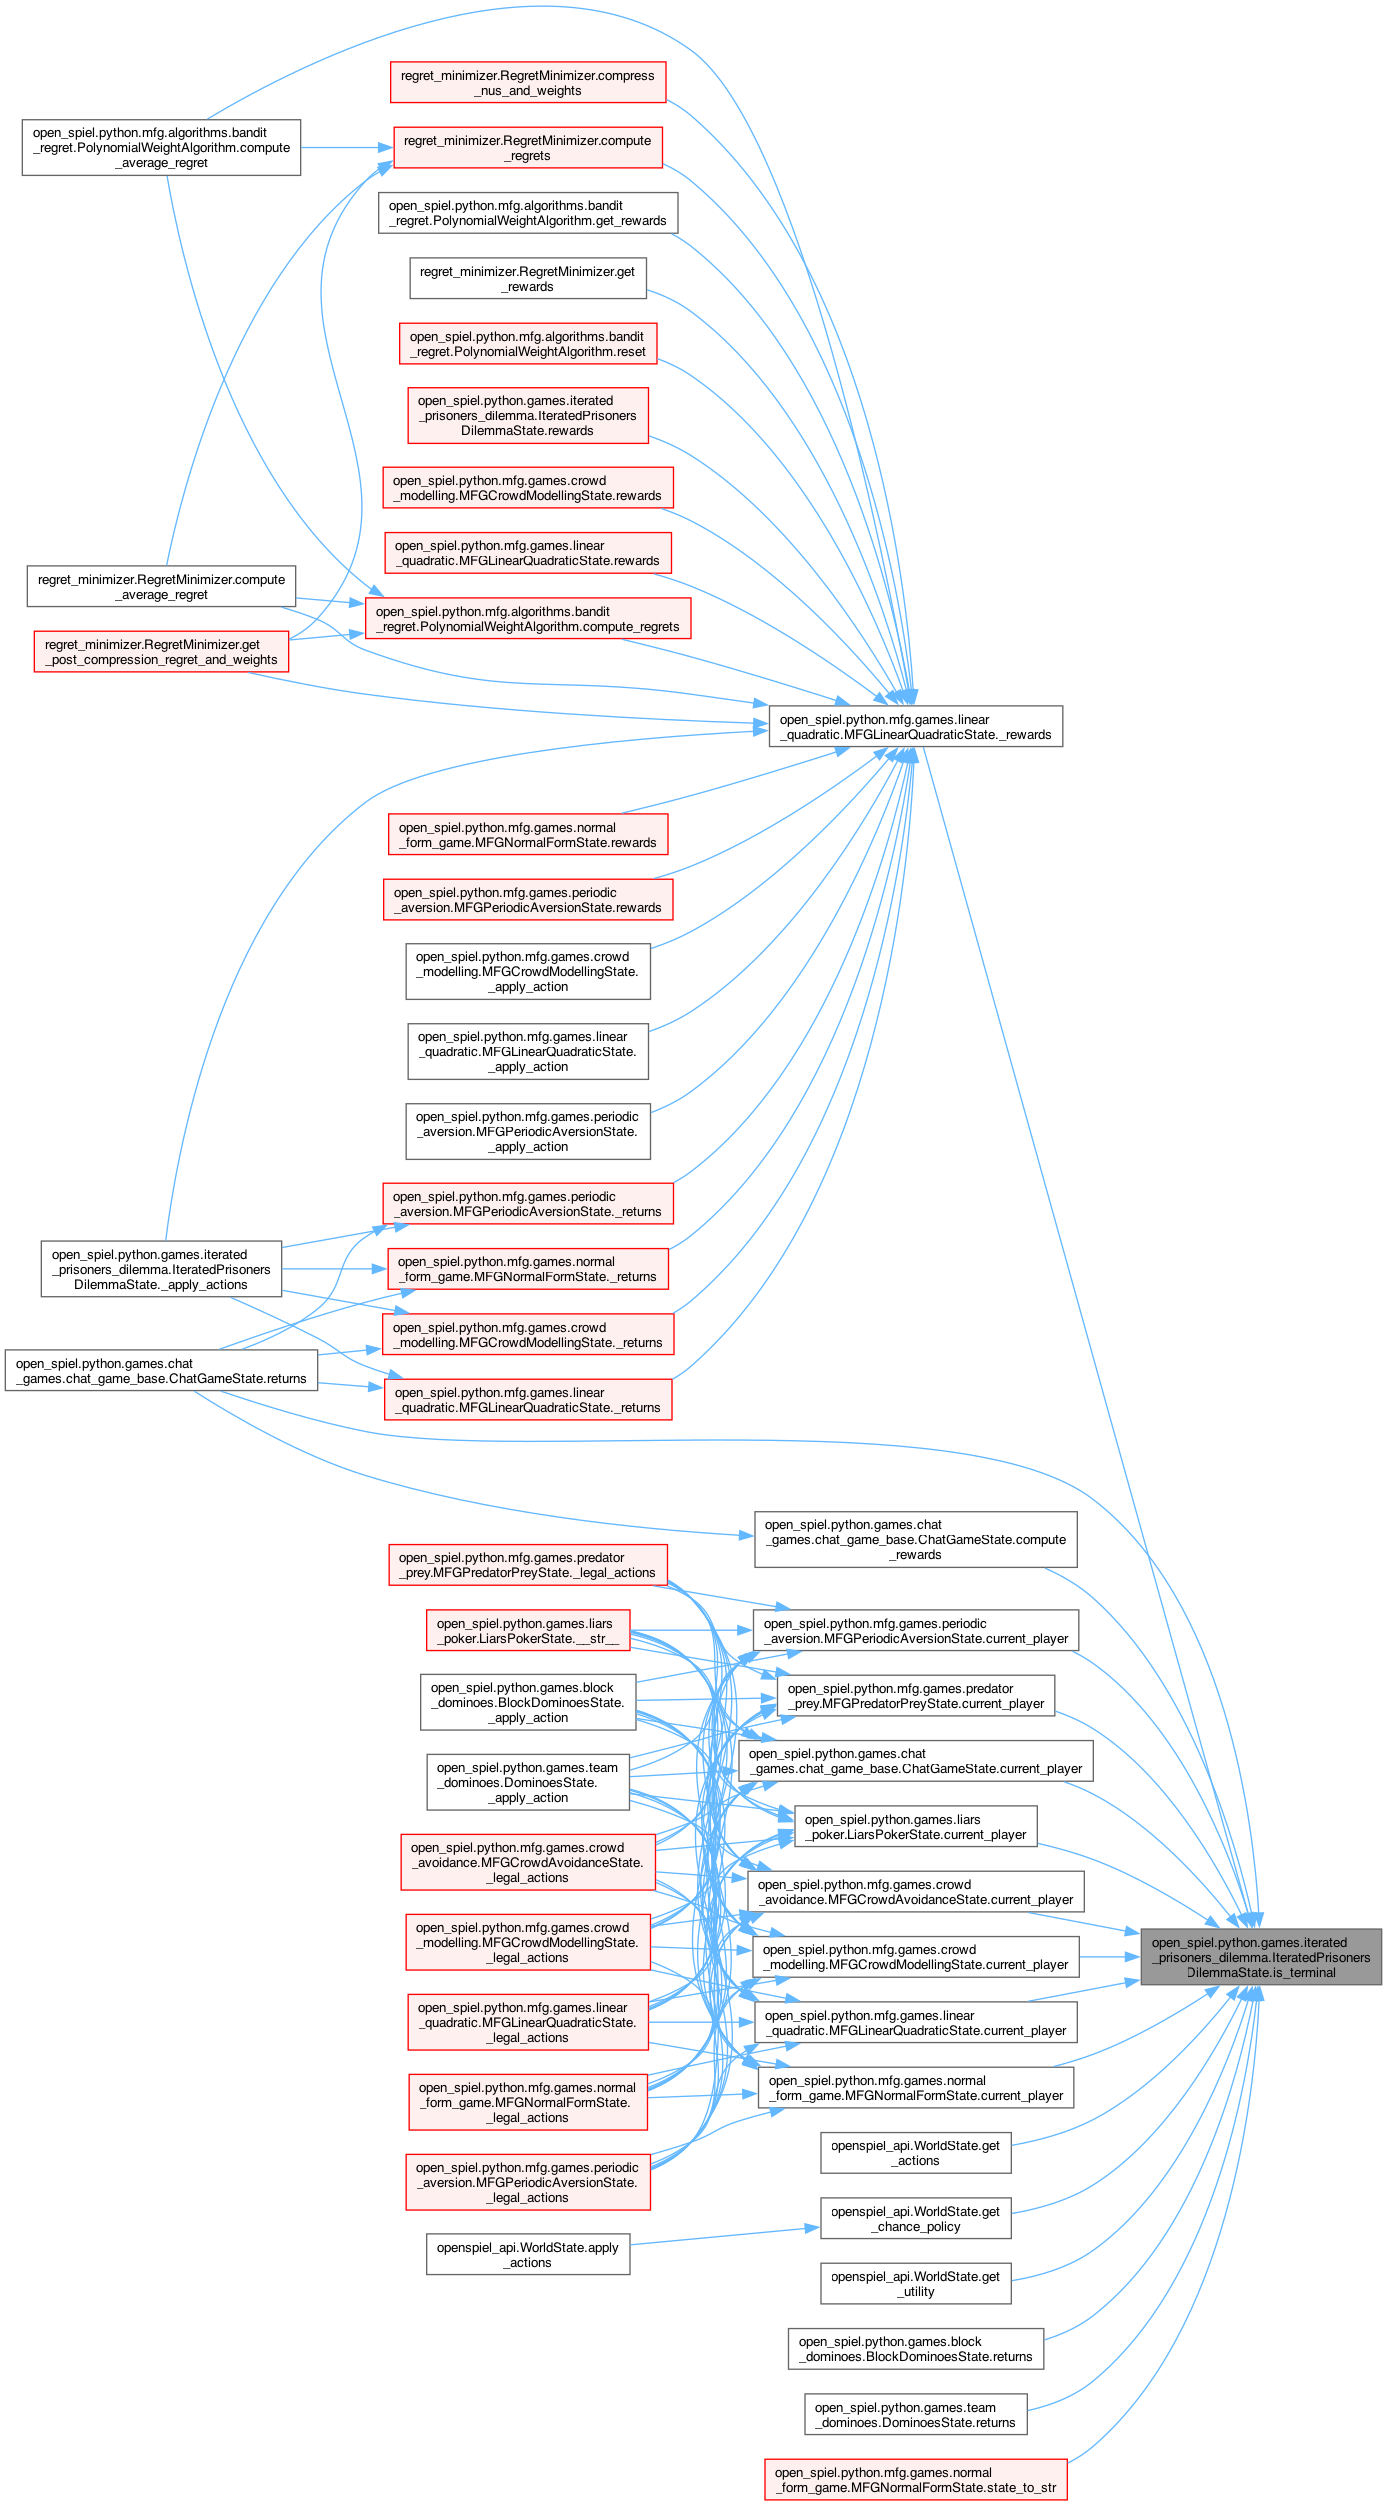 regret_minimizer.RegretMinimizer.compress
_nus_and_weights
open_spiel.python.mfg.algorithms.bandit
_regret.PolynomialWeightAlgorithm.compute
_average_regret
regret_minimizer.RegretMinimizer.compute
_regrets
open_spiel.python.mfg.algorithms.bandit
_regret.PolynomialWeightAlgorithm.get_rewards
regret_minimizer.RegretMinimizer.get
_rewards
open_spiel.python.mfg.algorithms.bandit
_regret.PolynomialWeightAlgorithm.reset
open_spiel.python.games.iterated
_prisoners_dilemma.IteratedPrisoners
DilemmaState.rewards
open_spiel.python.mfg.games.crowd
_modelling.MFGCrowdModellingState.rewards
open_spiel.python.mfg.games.linear
_quadratic.MFGLinearQuadraticState.rewards
regret_minimizer.RegretMinimizer.compute
_average_regret
open_spiel.python.mfg.algorithms.bandit
_regret.PolynomialWeightAlgorithm.compute_regrets
regret_minimizer.RegretMinimizer.get
_post_compression_regret_and_weights
open_spiel.python.mfg.games.linear
_quadratic.MFGLinearQuadraticState._rewards
open_spiel.python.mfg.games.normal
_form_game.MFGNormalFormState.rewards
open_spiel.python.mfg.games.periodic
_aversion.MFGPeriodicAversionState.rewards
open_spiel.python.mfg.games.crowd
_modelling.MFGCrowdModellingState.
_apply_action
open_spiel.python.mfg.games.linear
_quadratic.MFGLinearQuadraticState.
_apply_action
open_spiel.python.mfg.games.periodic
_aversion.MFGPeriodicAversionState.
_apply_action
open_spiel.python.mfg.games.periodic
_aversion.MFGPeriodicAversionState._returns
open_spiel.python.games.iterated
_prisoners_dilemma.IteratedPrisoners
DilemmaState._apply_actions
open_spiel.python.mfg.games.normal
_form_game.MFGNormalFormState._returns
open_spiel.python.mfg.games.crowd
_modelling.MFGCrowdModellingState._returns
open_spiel.python.games.chat
_games.chat_game_base.ChatGameState.returns
open_spiel.python.mfg.games.linear
_quadratic.MFGLinearQuadraticState._returns
open_spiel.python.games.chat
_games.chat_game_base.ChatGameState.compute
_rewards
open_spiel.python.mfg.games.predator
_prey.MFGPredatorPreyState._legal_actions
open_spiel.python.games.liars
_poker.LiarsPokerState.__str__
open_spiel.python.mfg.games.periodic
_aversion.MFGPeriodicAversionState.current_player
open_spiel.python.games.block
_dominoes.BlockDominoesState.
_apply_action
open_spiel.python.mfg.games.predator
_prey.MFGPredatorPreyState.current_player
open_spiel.python.games.chat
_games.chat_game_base.ChatGameState.current_player
open_spiel.python.games.team
_dominoes.DominoesState.
_apply_action
open_spiel.python.games.liars
_poker.LiarsPokerState.current_player
open_spiel.python.mfg.games.crowd
_avoidance.MFGCrowdAvoidanceState.
_legal_actions
open_spiel.python.mfg.games.crowd
_avoidance.MFGCrowdAvoidanceState.current_player
open_spiel.python.mfg.games.crowd
_modelling.MFGCrowdModellingState.
_legal_actions
open_spiel.python.mfg.games.crowd
_modelling.MFGCrowdModellingState.current_player
open_spiel.python.games.iterated
_prisoners_dilemma.IteratedPrisoners
DilemmaState.is_terminal
open_spiel.python.mfg.games.linear
_quadratic.MFGLinearQuadraticState.
_legal_actions
open_spiel.python.mfg.games.linear
_quadratic.MFGLinearQuadraticState.current_player
open_spiel.python.mfg.games.normal
_form_game.MFGNormalFormState.
_legal_actions
open_spiel.python.mfg.games.normal
_form_game.MFGNormalFormState.current_player
openspiel_api.WorldState.get
_actions
open_spiel.python.mfg.games.periodic
_aversion.MFGPeriodicAversionState.
_legal_actions
openspiel_api.WorldState.get
_chance_policy
openspiel_api.WorldState.apply
_actions
openspiel_api.WorldState.get
_utility
open_spiel.python.games.block
_dominoes.BlockDominoesState.returns
open_spiel.python.games.team
_dominoes.DominoesState.returns
open_spiel.python.mfg.games.normal
_form_game.MFGNormalFormState.state_to_str